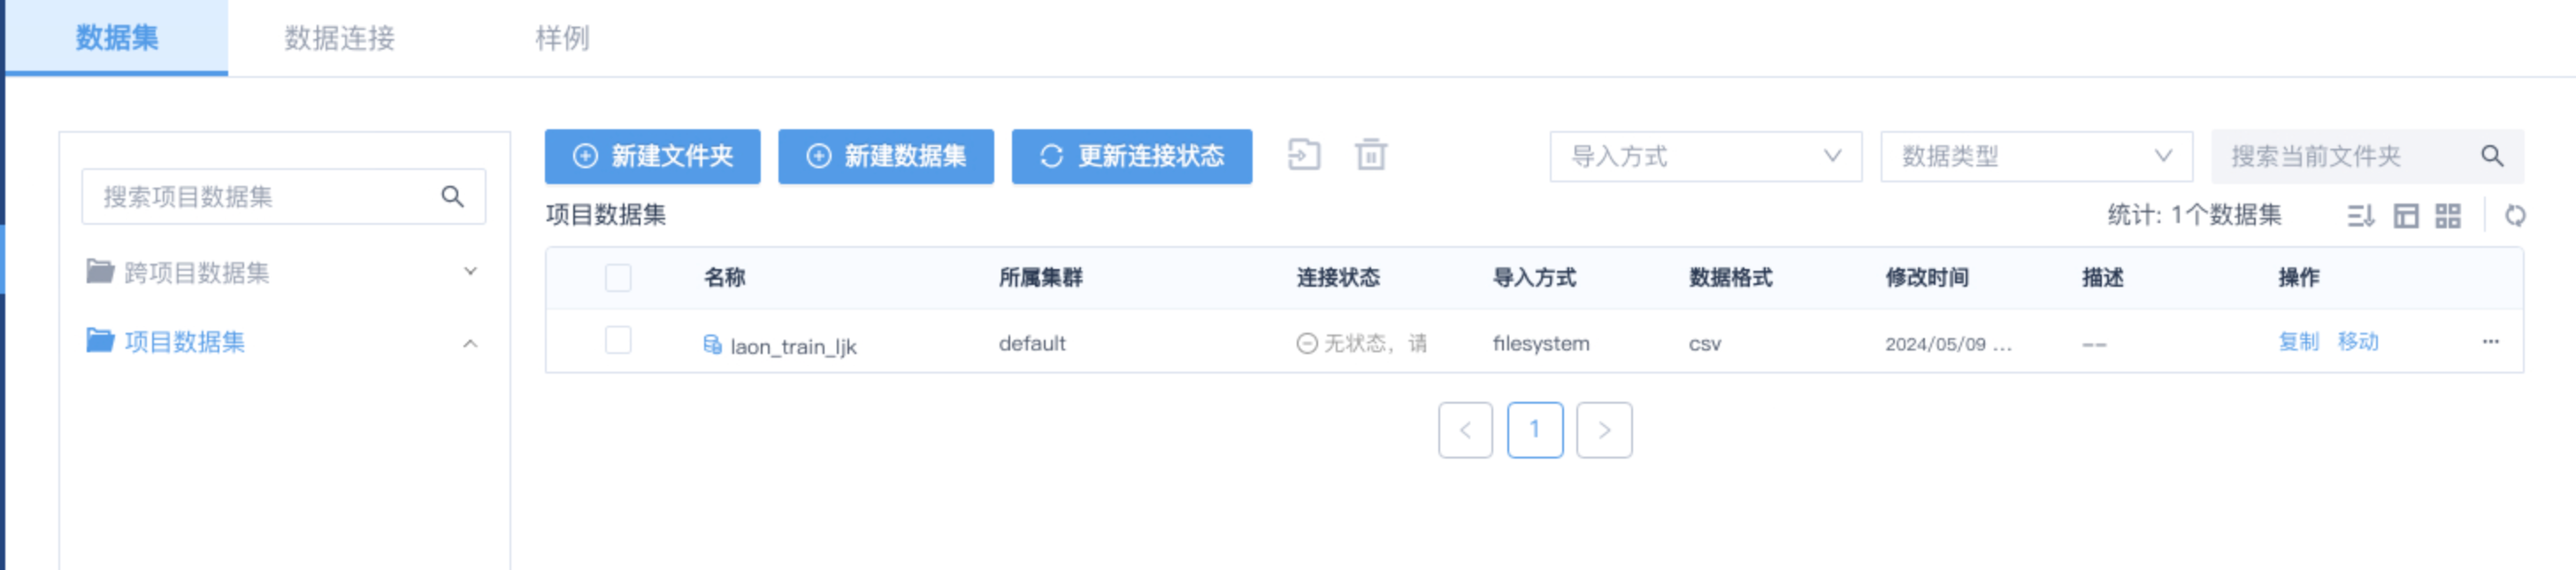 数据集 数据连接 样例
搜索项目数据集
跨项目数据集
项目数据集
新建文件夹 新建数据集 更新连接状态 导入方式 数据类型 搜索当前文件夹
项目数据集 统计: 1个数据集
名称 所属集群 连接状态 导入方式 数据格式 修改时间 描述 操作
laon_train_ljk default 无状态，请 filesystem csv 2024/05/09 ... -- 复制 移动 ...
< 1 >